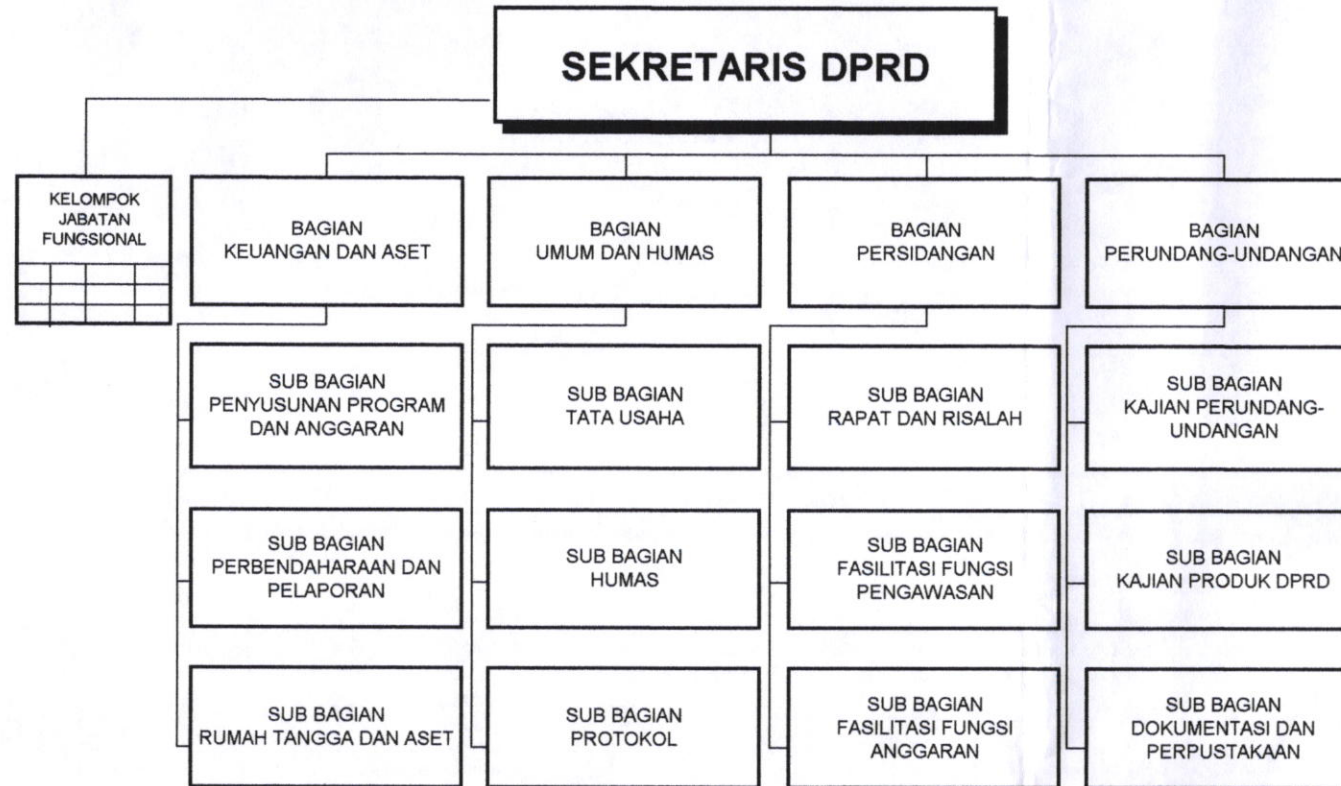 SEKRETARIS DPRD
KELOMPOK
JABATAN
FUNGSIONAL
BAGIAN
KEUANGAN DAN ASET
BAGIAN
UMUM DAN HUMAS
BAGIAN
PERSIDANGAN
BAGIAN
PERUNDANG-UNDANGAN
SUB BAGIAN
PENYUSUNAN PROGRAM
DAN ANGGARAN
SUB BAGIAN
TATA USAHA
SUB BAGIAN
RAPAT DAN RISALAH
SUB BAGIAN
KAJIAN PERUNDANG-
UNDANGAN
SUB BAGIAN
PERBENDAHARAAN DAN
PELAPORAN
SUB BAGIAN
HUMAS
SUB BAGIAN
FASILITASI FUNGSI
PENGAWASAN
SUB BAGIAN
KAJIAN PRODUK DPRD
SUB BAGIAN
RUMAH TANGGA DAN ASET
SUB BAGIAN
PROTOKOL
SUB BAGIAN
FASILITASI FUNGSI
ANGGARAN
SUB BAGIAN
DOKUMENTASI DAN
PERPUSTAKAAN